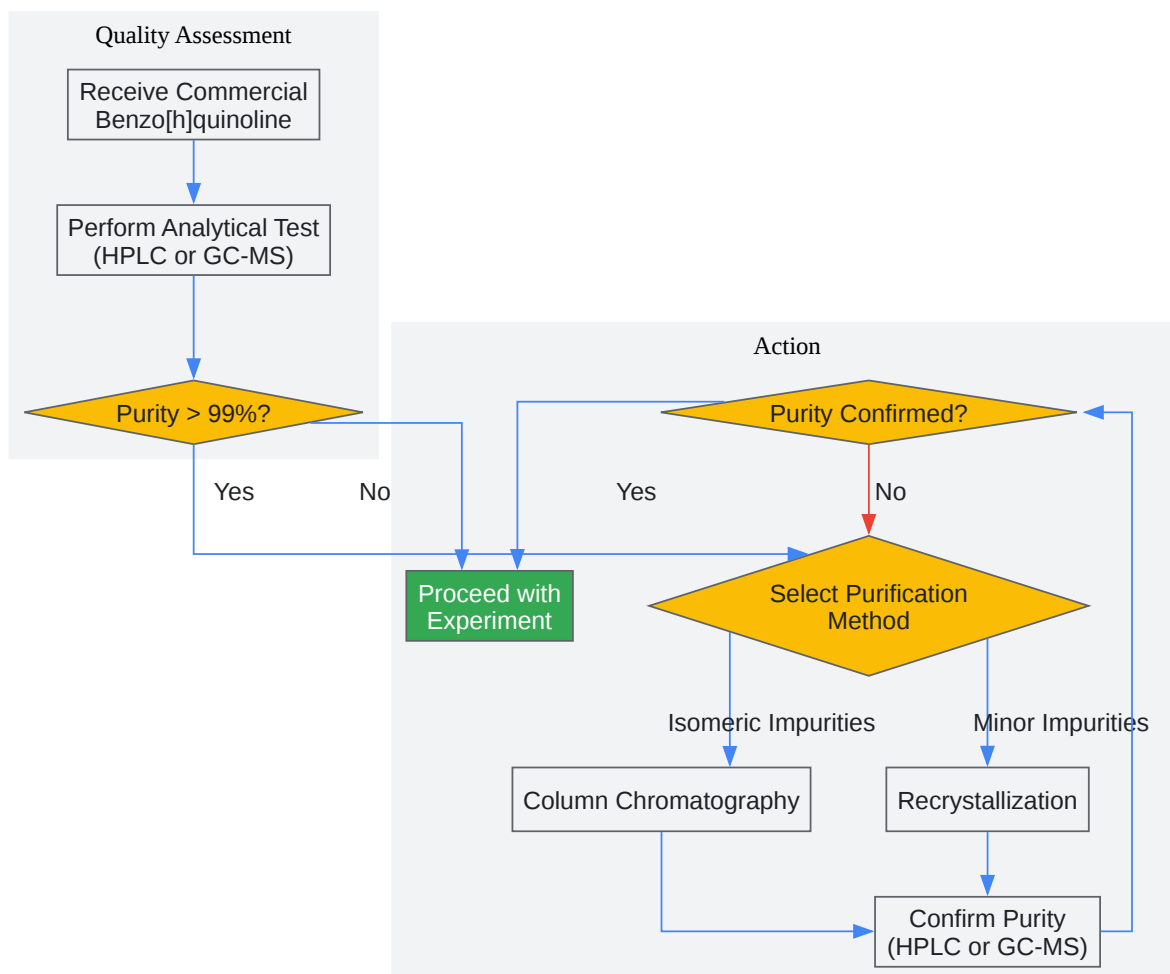 Quality Assessment
Receive Commercial
Benzo[h]quinoline
Perform Analytical Test
(HPLC or GC-MS)
Purity > 99%?
Action
Purity Confirmed?
Yes
No
Yes
No
Proceed with
Experiment
Select Purification
Method
Isomeric Impurities
Minor Impurities
Column Chromatography
Recrystallization
Confirm Purity
(HPLC or GC-MS)